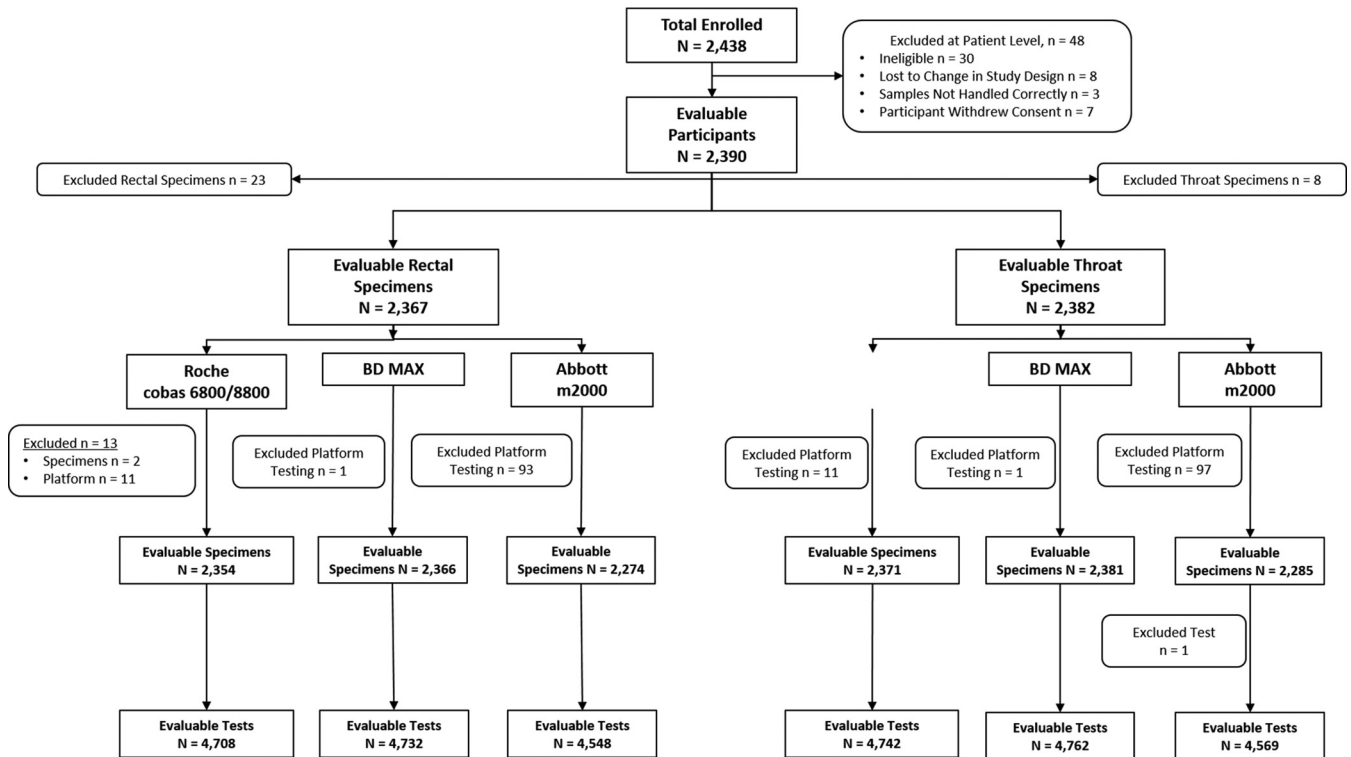 Total Enrolled
N = 2,438
Excluded at Patient Level, n = 48
• Ineligible n = 30
• Lost to Change in Study Design n = 8
• Samples Not Handled Correctly n = 3
• Participant Withdrew Consent n = 7
Evaluable
Participants
N = 2,390
Excluded Rectal Specimens n = 23
Excluded Throat Specimens n = 8
Evaluable Rectal
Specimens
N = 2,367
Evaluable Throat
Specimens
N = 2,382
Roche
cobas 6800/8800
BD MAX
Abbott
m2000
BD MAX
Abbott
m2000
Excluded n = 13
• Specimens n = 2
• Platform n = 11
Excluded Platform
Testing n = 1
Excluded Platform
Testing n = 93
Excluded Platform
Testing n = 11
Excluded Platform
Testing n = 1
Excluded Platform
Testing n = 97
Evaluable Specimens
N = 2,354
Evaluable
Specimens N = 2,366
Evaluable
Specimens N = 2,274
Evaluable Specimens
N = 2,371
Evaluable
Specimens N = 2,381
Evaluable
Specimens N = 2,285
Excluded Test
n = 1
Evaluable Tests
N = 4,708
Evaluable Tests
N = 4,732
Evaluable Tests
N = 4,548
Evaluable Tests
N = 4,742
Evaluable Tests
N = 4,762
Evaluable Tests
N = 4,569